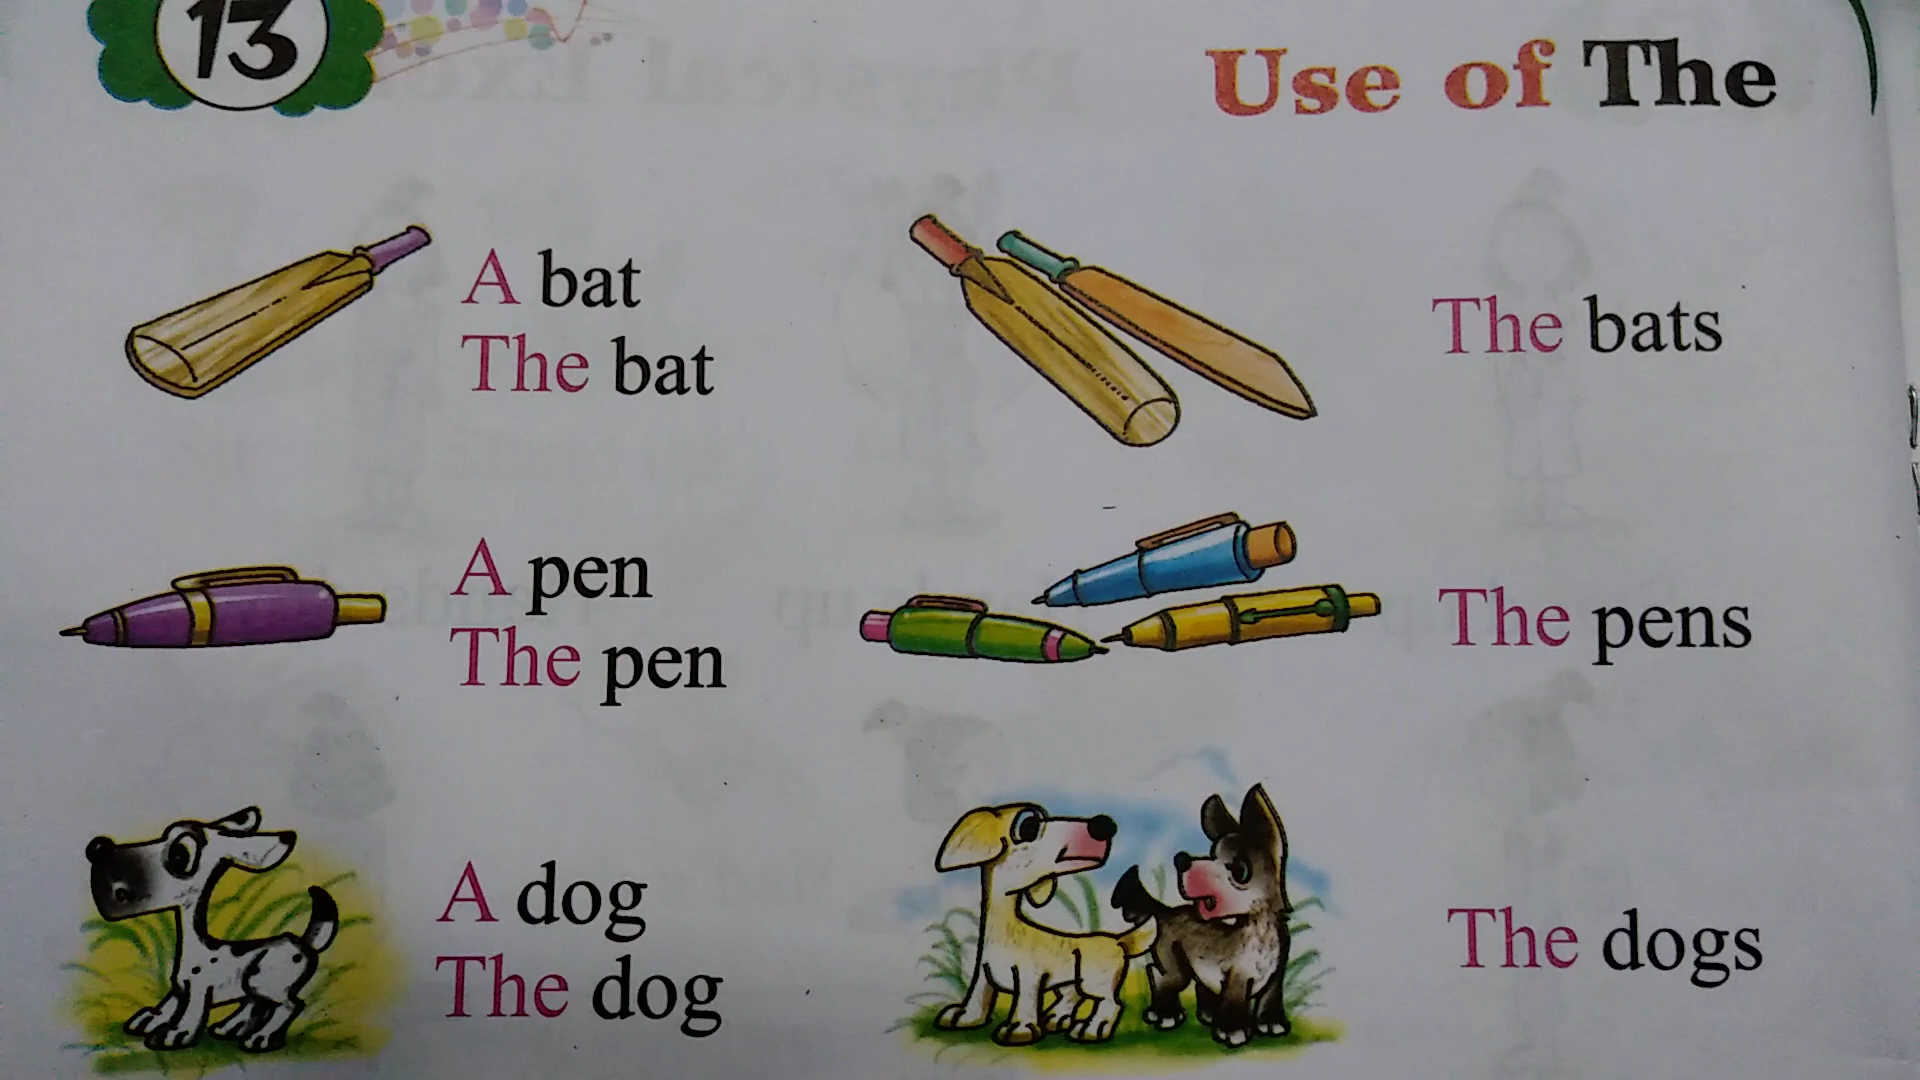 13
Use of The
A bat
The bat
The bats
A pen
The pen
The pens
A dog
The dog
The dogs